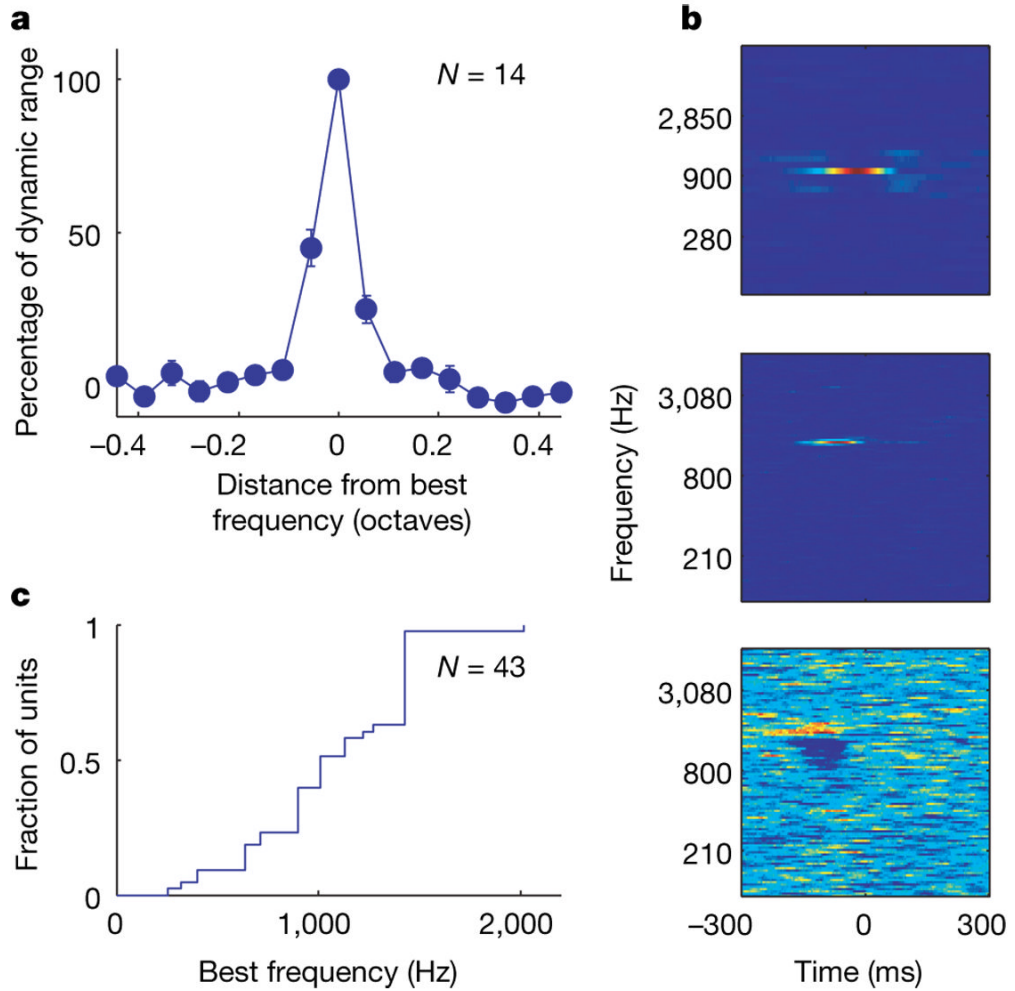 a
Percentage of dynamic range
100
50
0
N = 14
−0.4
−0.2
0
0.2
0.4
Distance from best
frequency (octaves)
b
Frequency (Hz)
2,850
900
280
3,080
800
210
3,080
800
210
−300
0
300
Time (ms)
c
Fraction of units
1
0.5
0
N = 43
0
1,000
2,000
Best frequency (Hz)